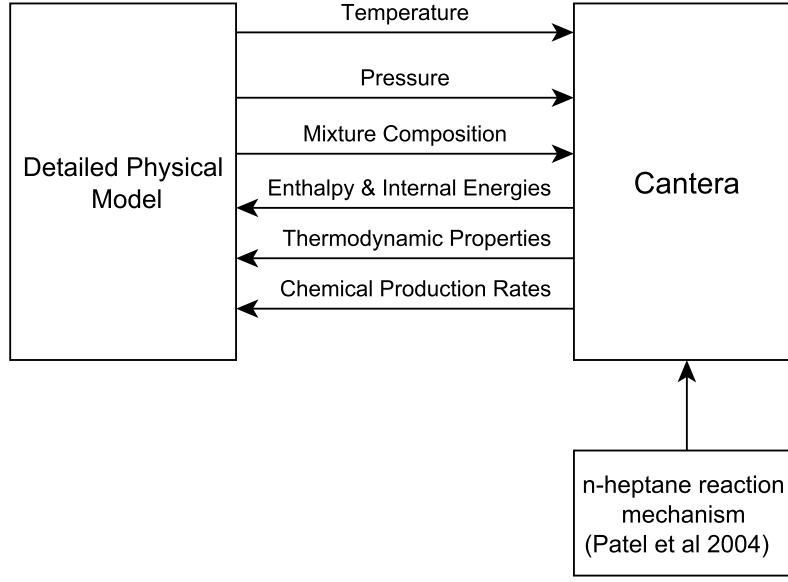 Temperature
Pressure
Mixture Composition
Detailed Physical
Model
Enthalpy & Internal Energies
Cantera
Thermodynamic Properties
Chemical Production Rates
n-heptane reaction
mechanism
(Patel et al 2004)